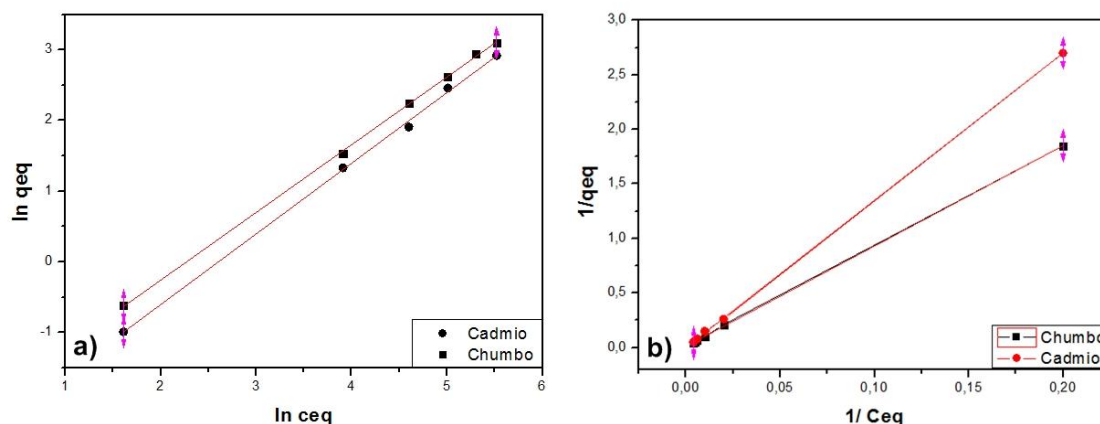 3
2
1
0
-1
ln qeq
a)
Cadmio
Chumbo
1
2
3
4
5
6
ln ceq
3,0
2,5
2,0
1,5
1,0
0,5
0,0
1/qeq
b)
Chumbo
Cadmio
0,00
0,05
0,10
0,15
0,20
1/ Ceq